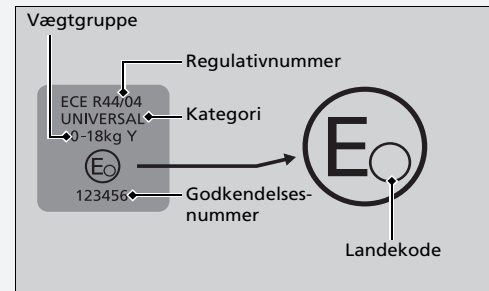 Vægtgruppe
Regulativnummer
ECE R44/04
UNIVERSAL
0-18kg Y
Kategori
E
E
123456
Godkendelses-
nummer
Landekode